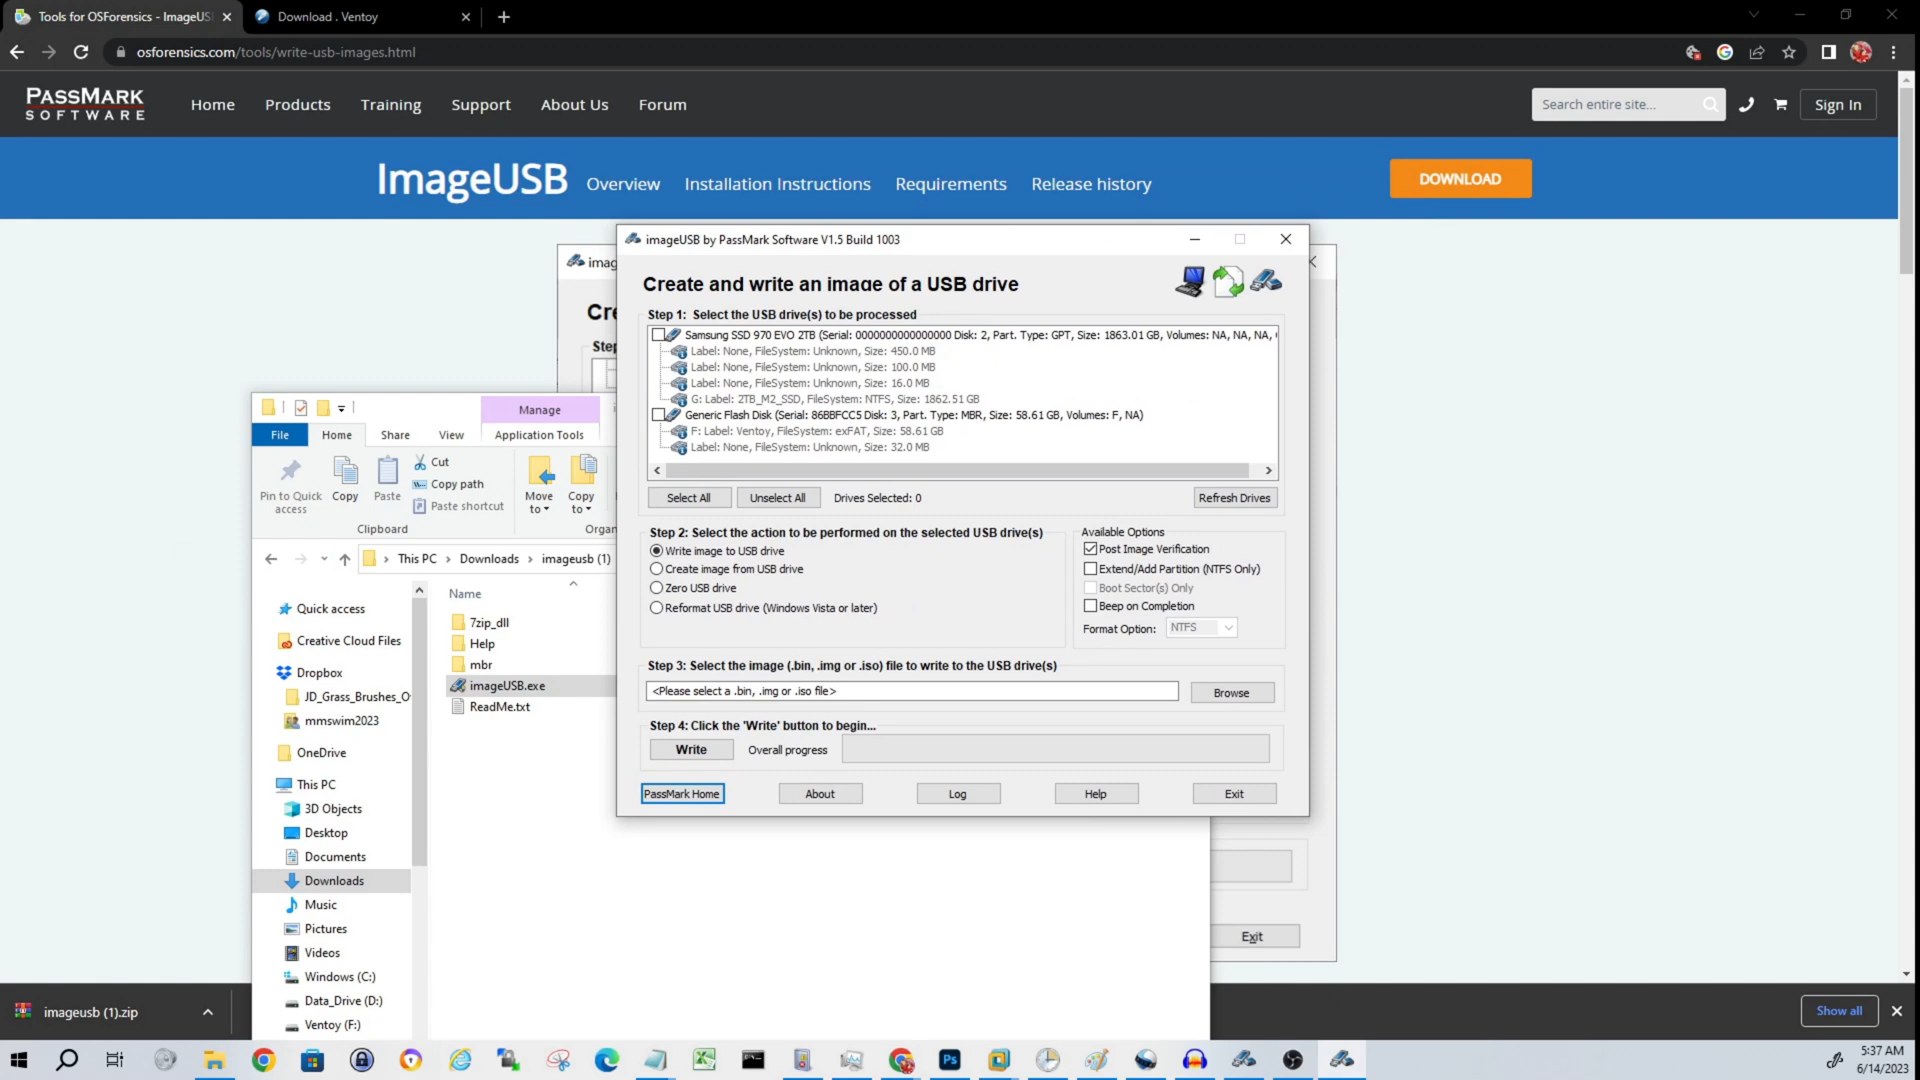 Tools for OSForensics - ImageUS
Download . Ventoy
osforensics.com/tools/write-usb-images.html
PASSMARK
SOFTWARE
Home
Products
Training
Support
About Us
Forum
Search entire site...
Sign In
ImageUSB
Overview
Installation Instructions
Requirements
Release history
DOWNLOAD
imag
Cre
Step
imageUSB by PassMark Software V1.5 Build 1003
Create and write an image of a USB drive
Step 1: Select the USB drive(s) to be processed
Samsung SSD 970 EVO 2TB (Serial: 0000000000000000 Disk: 2, Part. Type: GPT, Size: 1863.01 GB, Volumes: NA, NA, NA,
Label: None, FileSystem: Unknown, Size: 450.0 MB
Label: None, FileSystem: Unknown, Size: 100.0 MB
Label: None, FileSystem: Unknown, Size: 16.0 MB
G: Label: 2TB_M2_SSD, FileSystem: NTFS, Size: 1862.51 GB
Generic Flash Disk (Serial: 86BBFCC5 Disk: 3, Part. Type: MBR, Size: 58.61 GB, Volumes: F, NA)
F: Label: Ventoy, FileSystem: exFAT, Size: 58.61 GB
Label: None, FileSystem: Unknown, Size: 32.0 MB
Select All
Unselect All
Drives Selected: 0
Refresh Drives
Step 2: Select the action to be performed on the selected USB drive(s)
Write image to USB drive
Create image from USB drive
Zero USB drive
Reformat USB drive (Windows Vista or later)
Available Options
Post Image Verification
Extend/Add Partition (NTFS Only)
Boot Sector(s) Only
Beep on Completion
Format Option:
NTFS
Step 3: Select the image (.bin, .img or .iso) file to write to the USB drive(s)
<Please select a .bin, .img or .iso file>
Browse
Step 4: Click the 'Write' button to begin...
Write
Overall progress
PassMark Home
About
Log
Help
Exit
Exit
Manage
File
Home
Share
View
Application Tools
Pin to Quick
access
Copy
Paste
Cut
Copy path
Paste shortcut
Move
to
Copy
to
Clipboard
Organ
This PC
Downloads
imageusb (1)
Quick access
Creative Cloud Files
Dropbox
JD_Grass_Brushes_O
mmswim2023
OneDrive
This PC
3D Objects
Desktop
Documents
Downloads
Music
Pictures
Videos
Windows (C:)
Data_Drive (D:)
Ventoy (F:)
Name
7zip_dll
Help
mbr
imageUSB.exe
ReadMe.txt
imageusb (1).zip
Show all
Ps
5:37 AM
6/14/2023